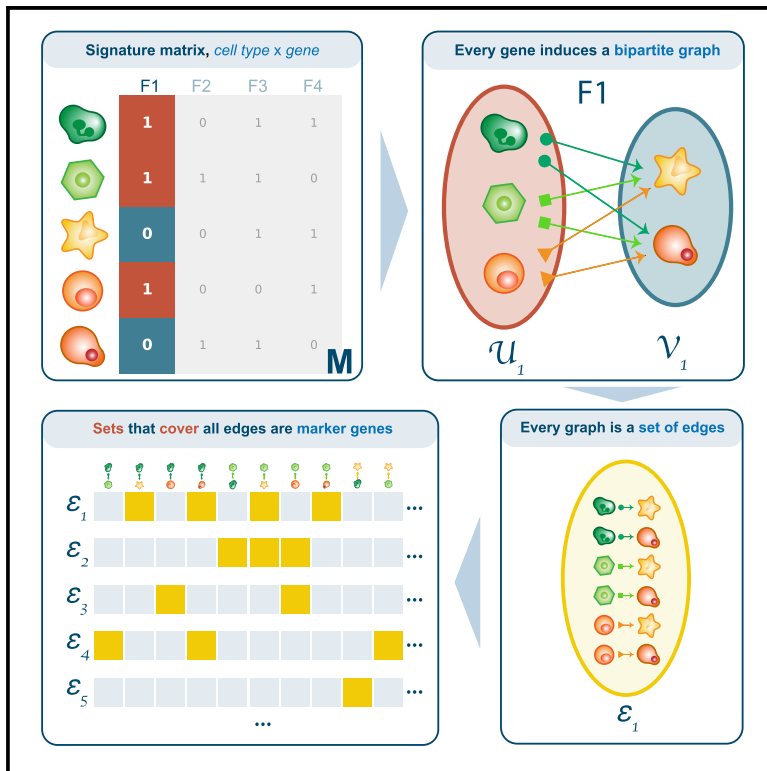 Signature matrix, cell type x gene
F1 F2 F3 F4
1 0 1 1
1 1 1 0
0 0 1 1
1 0 0 1
0 1 1 0
M
Every gene induces a bipartite graph
F1
𝒰1 𝒱1
Sets that cover all edges are marker genes
ℰ1 ...
ℰ2 ...
ℰ3 ...
ℰ4 ...
ℰ5 ...
...
Every graph is a set of edges
ℰ1